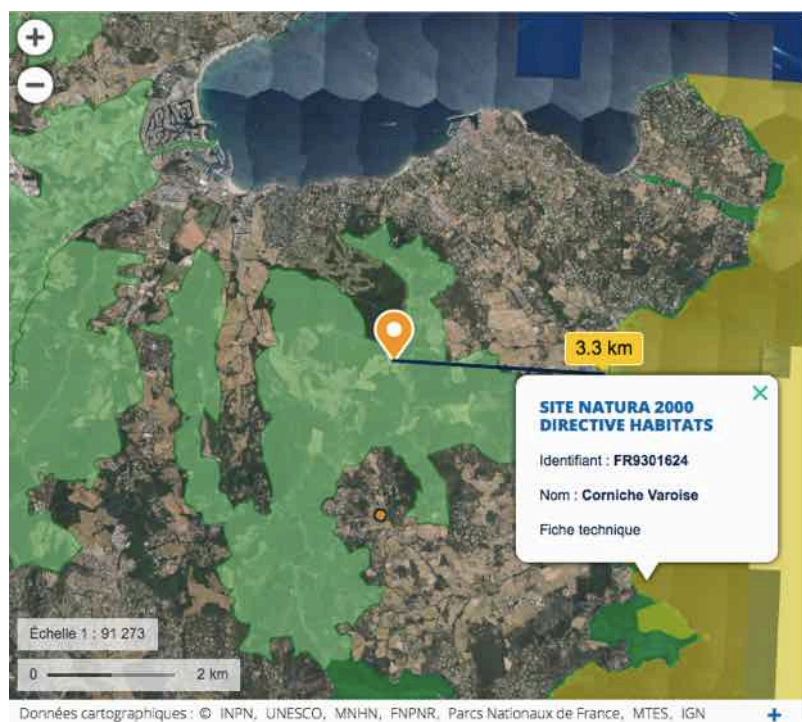 +
−
3.3 km
SITE NATURA 2000
DIRECTIVE HABITATS
Identifiant : FR9301624
Nom : Corniche Varoise
Fiche technique
Échelle 1 : 91 273
0 2 km
Données cartographiques : © INPN, UNESCO, MNHN, FNPNR, Parcs Nationaux de France, MTES, IGN +